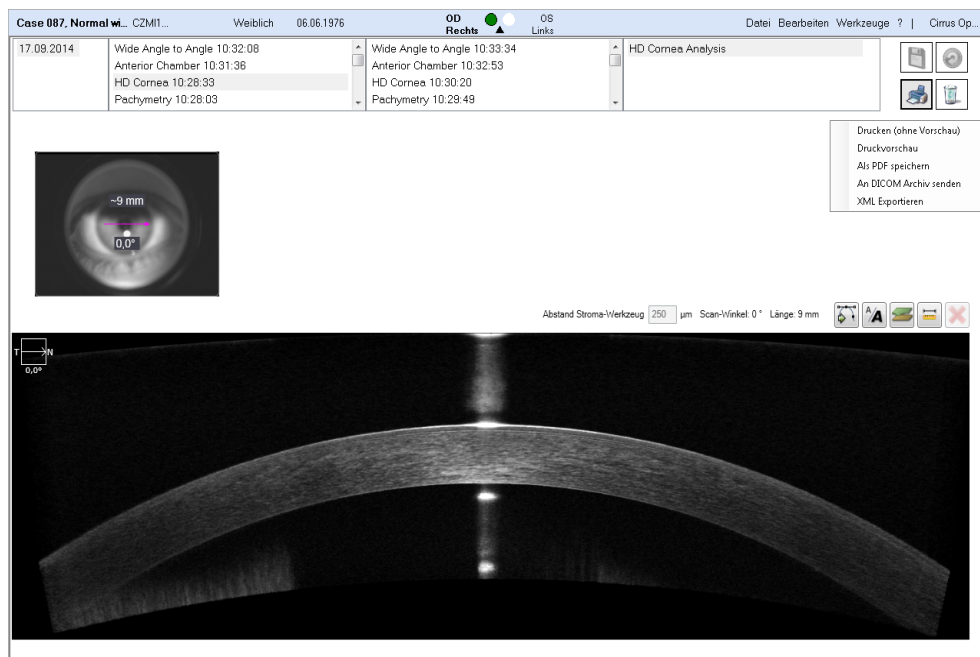 Case 087, Normal wi... CZMI1... Weiblich 06.06.1976 OD Rechts OS Links Datei Bearbeiten Werkzeuge ? | Cirrus Op...
17.09.2014
Wide Angle to Angle 10:32:08
Anterior Chamber 10:31:36
HD Cornea 10:28:33
Pachymetry 10:28:03
Wide Angle to Angle 10:33:34
Anterior Chamber 10:32:53
HD Cornea 10:30:20
Pachymetry 10:29:49
HD Cornea Analysis
Drucken (ohne Vorschau)
Druckvorschau
Als PDF speichern
An DICOM Archiv senden
XML Exportieren
~9 mm
0,0°
Abstand Stroma-Werkzeug 250 µm Scan-Winkel: 0 ° Länge: 9 mm
A/A
T N
0,0°